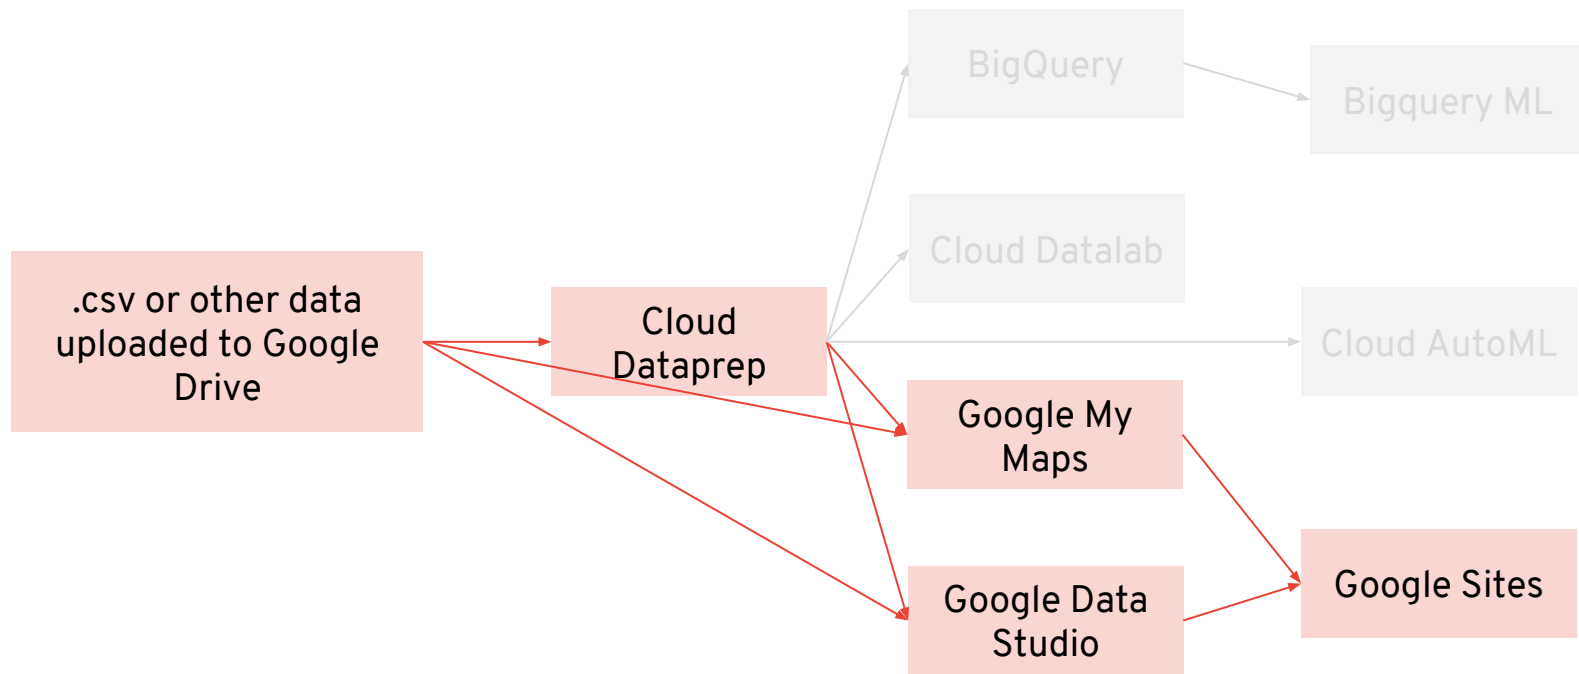 BigQuery
Bigquery ML
Cloud Datalab
.csv or other data
uploaded to Google
Drive
Cloud
Dataprep
Cloud AutoML
Google My
Maps
Google Data
Studio
Google Sites